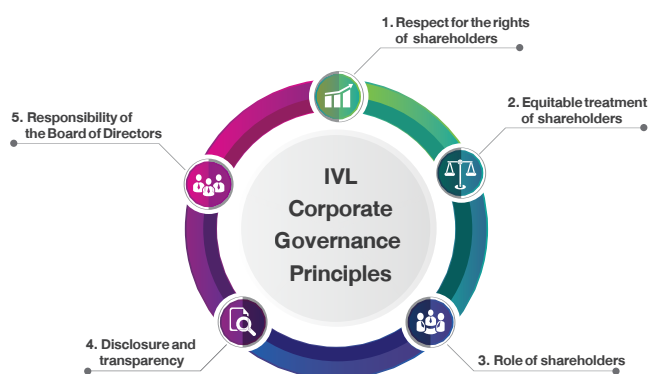 1. Respect for the rights
of shareholders
2. Equitable treatment
of shareholders
3. Role of shareholders
4. Disclosure and
transparency
5. Responsibility of
the Board of Directors
IVL
Corporate
Governance
Principles